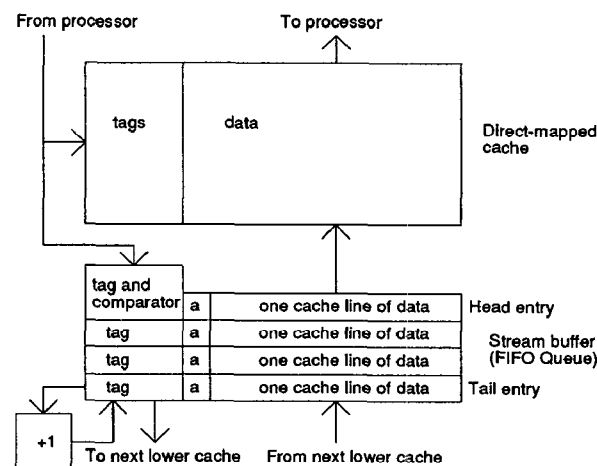 From processor
To processor
tags
data
Direct-mapped
cache
tag and
comparator
a
one cache line of data
Head entry
tag
a
one cache line of data
Stream buffer
(FIFO Queue)
tag
a
one cache line of data
tag
a
one cache line of data
Tail entry
+1
To next lower cache
From next lower cache